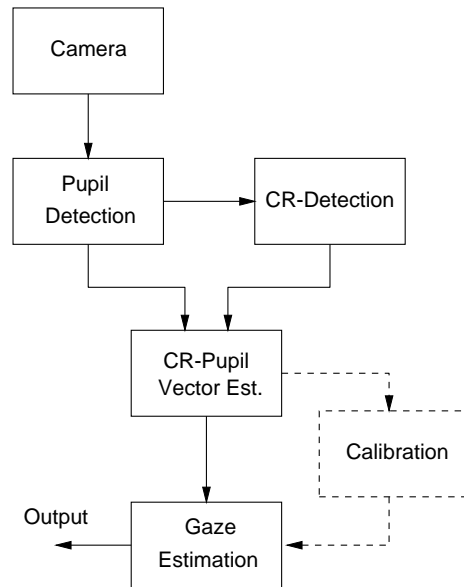 Camera
Pupil
Detection
CR-Detection
CR-Pupil
Vector Est.
Calibration
Output
Gaze
Estimation